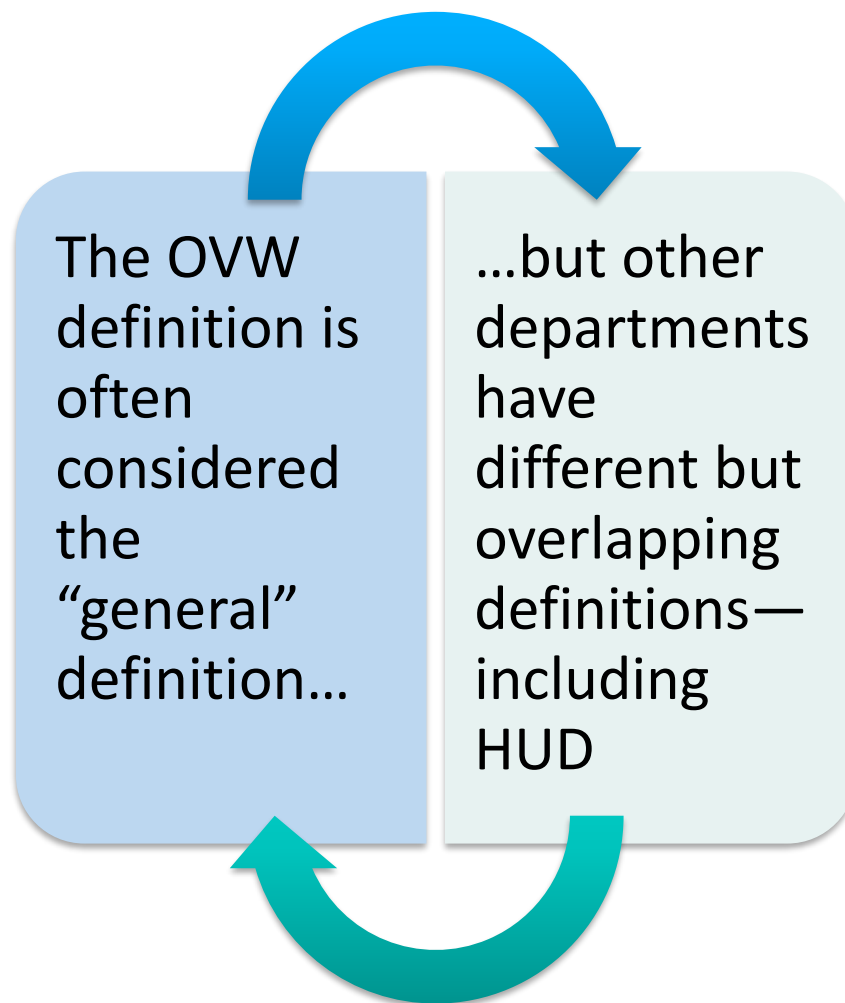 The OVW
definition is
often
considered
the
“general”
definition…
…but other
departments
have
different but
overlapping
definitions—
including
HUD